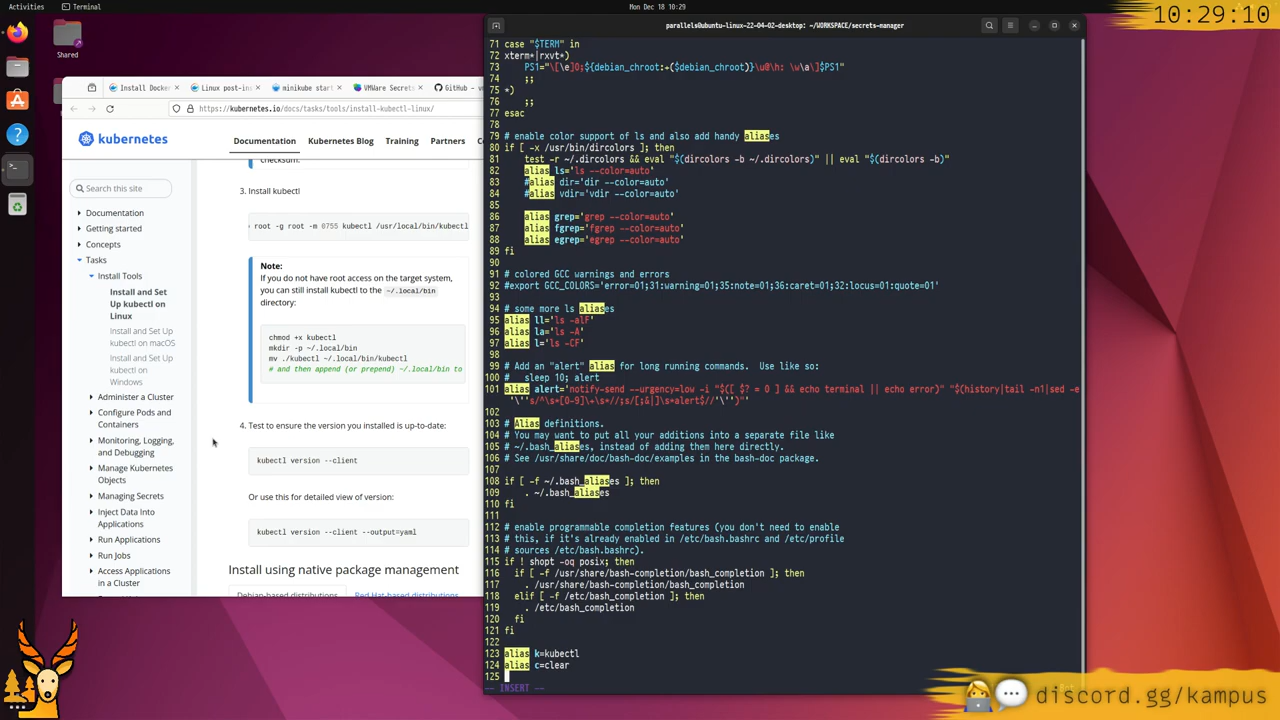 Activities
Terminal
Mon Dec 18 10:29
10:29:10
Shared
Install Docker
Linux post-in
minikube start
VMWare Secret
GitHub - v
https://kubernetes.io/docs/tasks/tools/install-kubectl-linux/
kubernetes
Documentation
Kubernetes Blog
Training
Partners
Search this site
Documentation
Getting started
Concepts
Tasks
Install Tools
Install and Set
Up kubectl on
Linux
Install and Set Up
kubectl on macOS
Install and Set Up
kubectl on
Windows
Administer a Cluster
Configure Pods and
Containers
Monitoring, Logging,
and Debugging
Manage Kubernetes
Objects
Managing Secrets
Inject Data Into
Applications
Run Applications
Run Jobs
Access Applications
in a Cluster
checksum.
3. Install kubectl
root -g root -m 0755 kubectl /usr/local/bin/kubectl
Note:
If you do not have root access on the target system,
you can still install kubectl to the ~/.local/bin
directory:
chmod +x kubectl
mkdir -p ~/.local/bin
mv ./kubectl ~/.local/bin/kubectl
# and then append (or prepend) ~/.local/bin to
4. Test to ensure the version you installed is up-to-date:
kubectl version --client
Or use this for detailed view of version:
kubectl version --client --output=yaml
Install using native package management
Debian-based distributions
Red Hat-based distributions
parallels@ubuntu-linux-22-04-02-desktop: ~/WORKSPACE/secrets-manager
71 case "$TERM" in
72 xterm*|rxvt*)
73 PS1="\[\e]0;${debian_chroot:+($debian_chroot)}\u@\h: \w\a\]$PS1"
74 ;;
75 *)
76 ;;
77 esac
78
79 # enable color support of ls and also add handy aliases
80 if [ -x /usr/bin/dircolors ]; then
81 test -r ~/.dircolors && eval "$(dircolors -b ~/.dircolors)" || eval "$(dircolors -b)"
82 alias ls='ls --color=auto'
83 #alias dir='dir --color=auto'
84 #alias vdir='vdir --color=auto'
85
86 alias grep='grep --color=auto'
87 alias fgrep='fgrep --color=auto'
88 alias egrep='egrep --color=auto'
89 fi
90
91 # colored GCC warnings and errors
92 #export GCC_COLORS='error=01;31:warning=01;35:note=01;36:caret=01;32:locus=01:quote=01'
93
94 # some more ls aliases
95 alias ll='ls -alF'
96 alias la='ls -A'
97 alias l='ls -CF'
98
99 # Add an "alert" alias for long running commands.  Use like so:
100 #   sleep 10; alert
101 alias alert='notify-send --urgency=low -i "$([ $? = 0 ] && echo terminal || echo error)" "$(history|tail -n1|sed -e
'\''s/^\s*[0-9]\+\s*//;s/[;&|]\s*alert$//'\'')"'
102
103 # Alias definitions.
104 # You may want to put all your additions into a separate file like
105 # ~/.bash_aliases, instead of adding them here directly.
106 # See /usr/share/doc/bash-doc/examples in the bash-doc package.
107
108 if [ -f ~/.bash_aliases ]; then
109 . ~/.bash_aliases
110 fi
111
112 # enable programmable completion features (you don't need to enable
113 # this, if it's already enabled in /etc/bash.bashrc and /etc/profile
114 # sources /etc/bash.bashrc).
115 if ! shopt -oq posix; then
116 if [ -f /usr/share/bash-completion/bash_completion ]; then
117 . /usr/share/bash-completion/bash_completion
118 elif [ -f /etc/bash_completion ]; then
119 . /etc/bash_completion
120 fi
121 fi
122
123 alias k=kubectl
124 alias c=clear
125
-- INSERT --
discord.gg/kampus